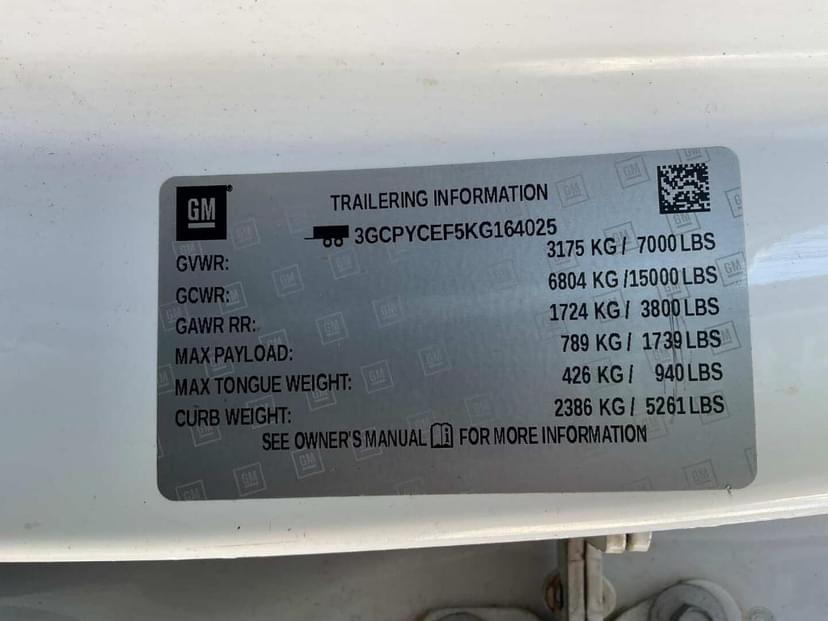 GM
TRAILERING INFORMATION
3GCPYCEF5KG164025
GVWR: 3175 KG / 7000 LBS
GCWR: 6804 KG /15000 LBS
GAWR RR: 1724 KG / 3800 LBS
MAX PAYLOAD: 789 KG / 1739 LBS
MAX TONGUE WEIGHT: 426 KG / 940 LBS
CURB WEIGHT: 2386 KG / 5261 LBS
SEE OWNER'S MANUAL FOR MORE INFORMATION